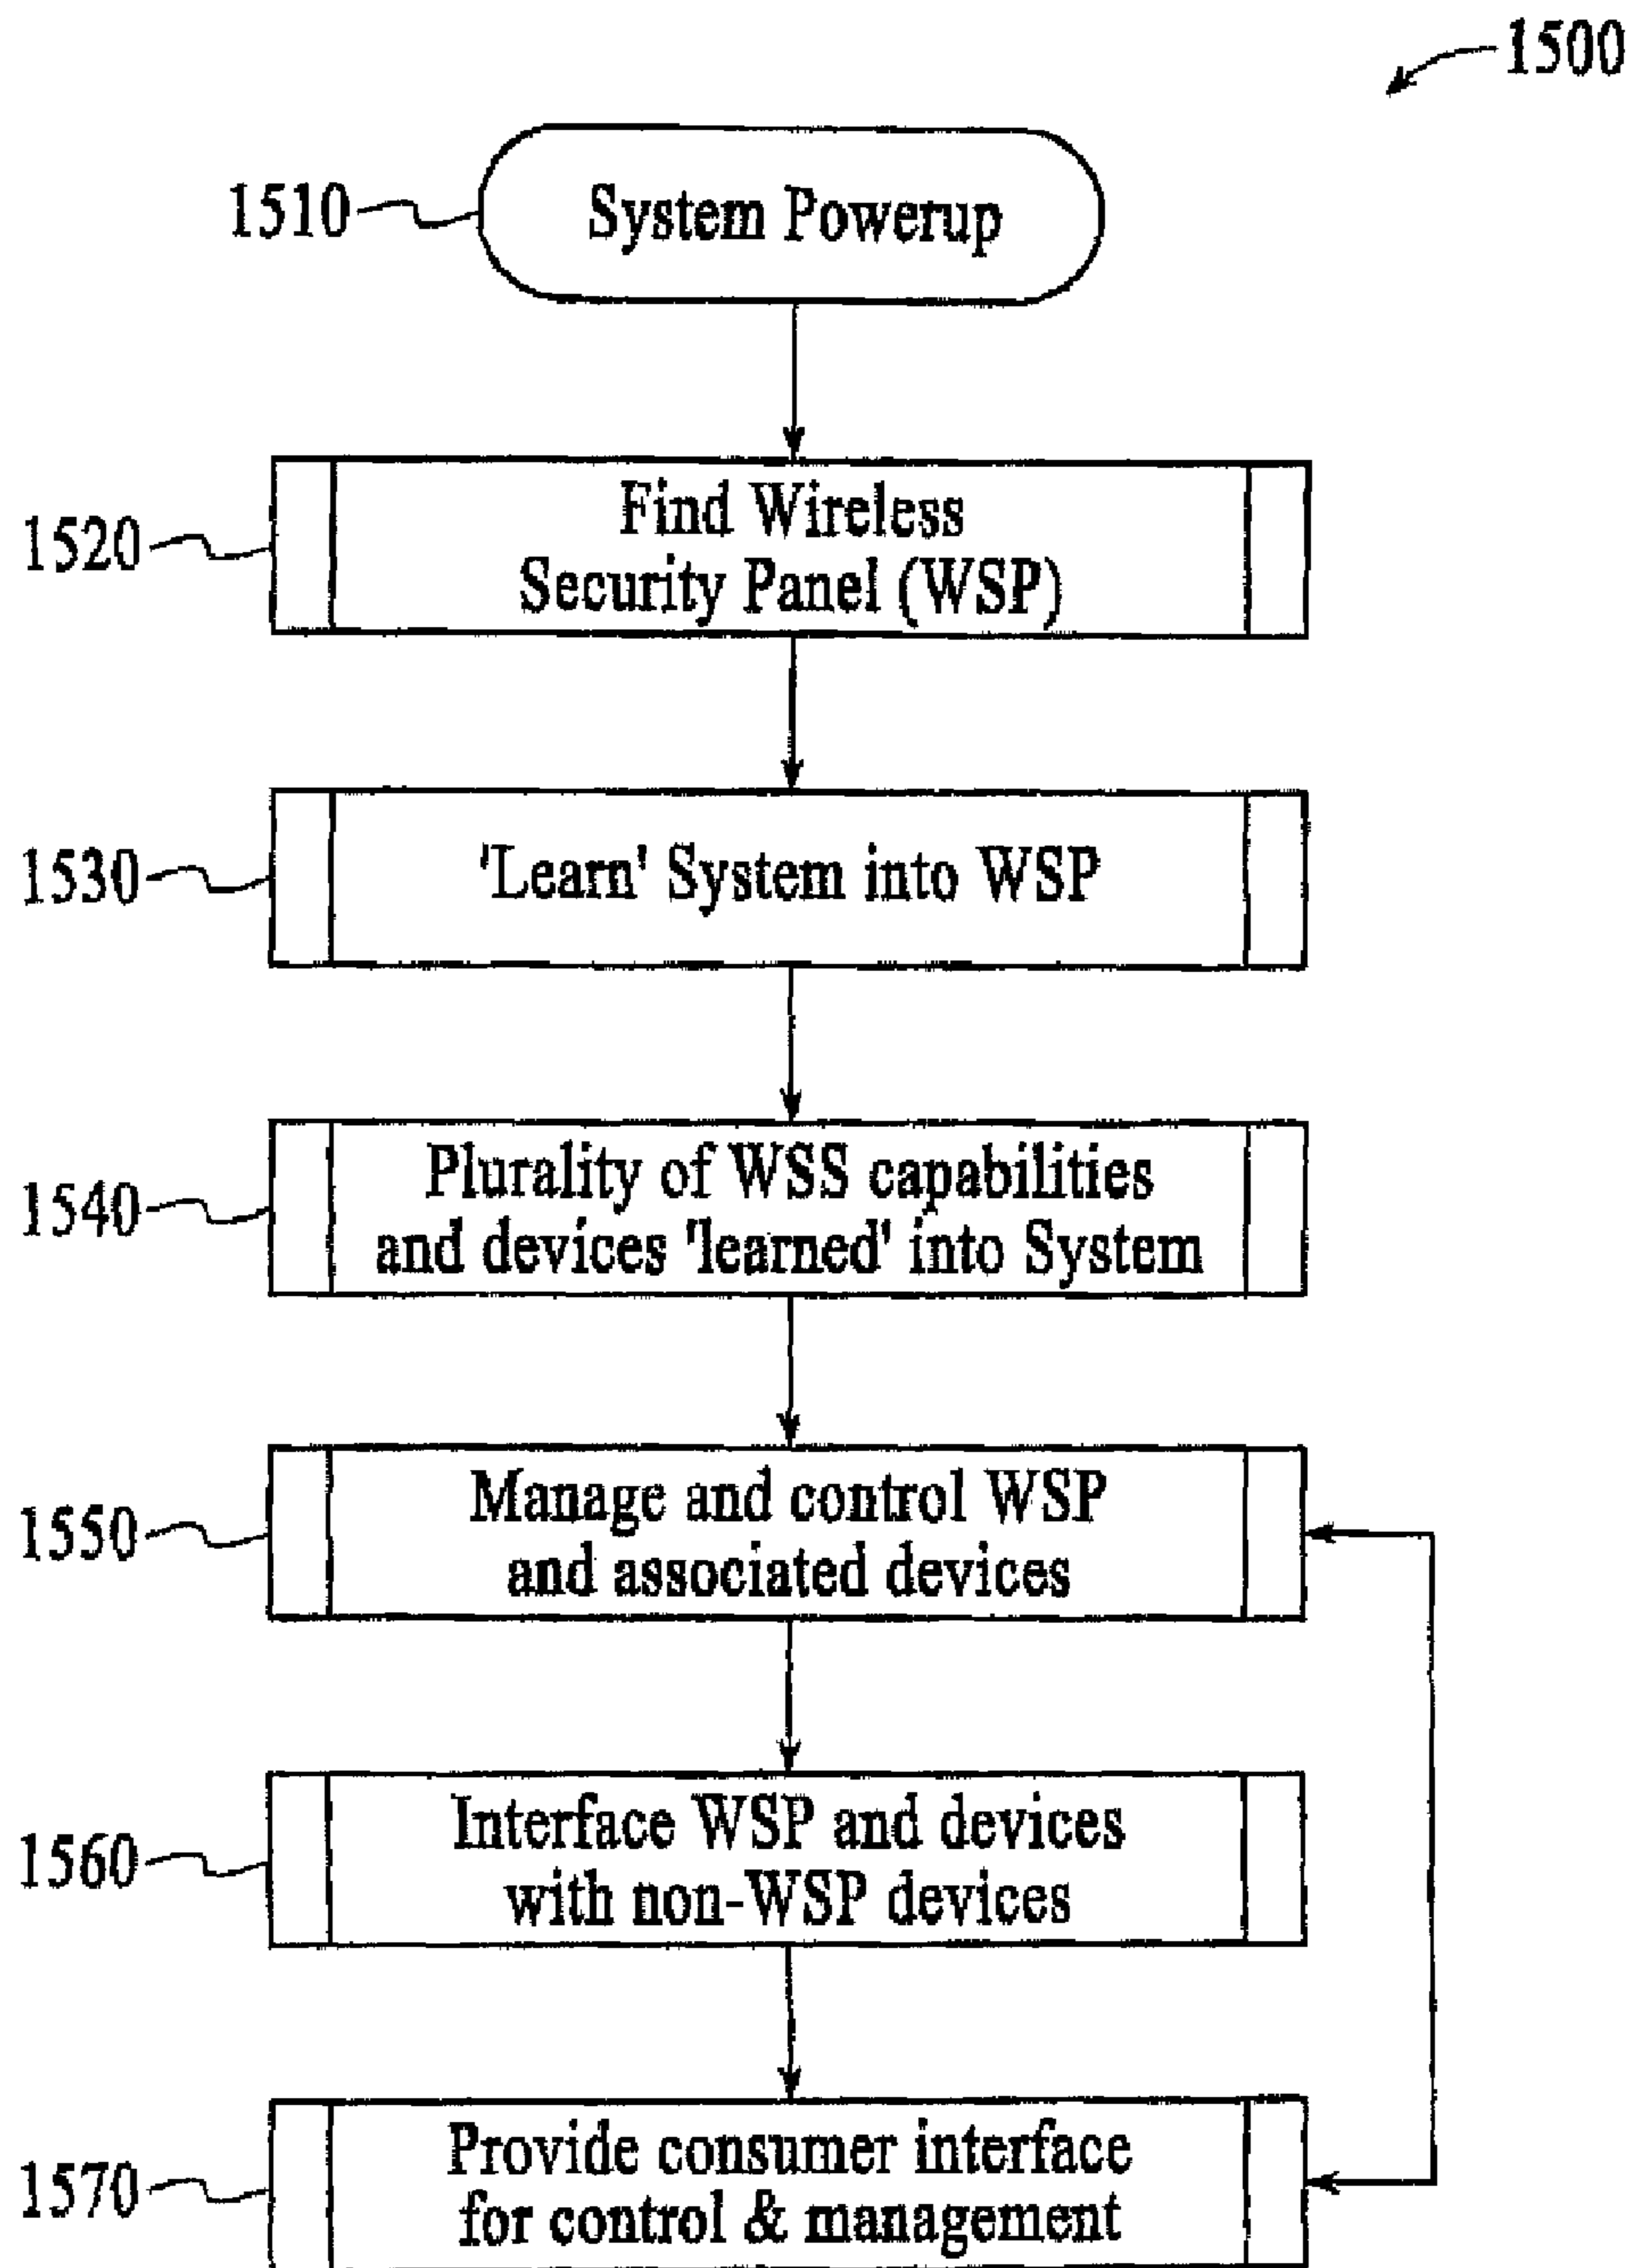 1500
1510
System Powerup
1520
Find Wireless
Security Panel (WSP)
1530
'Learn' System into WSP
1540
Plurality of WSS capabilities
and devices 'learned' into System
1550
Manage and control WSP
and associated devices
1560
Interface WSP and devices
with non-WSP devices
1570
Provide consumer interface
for control & management